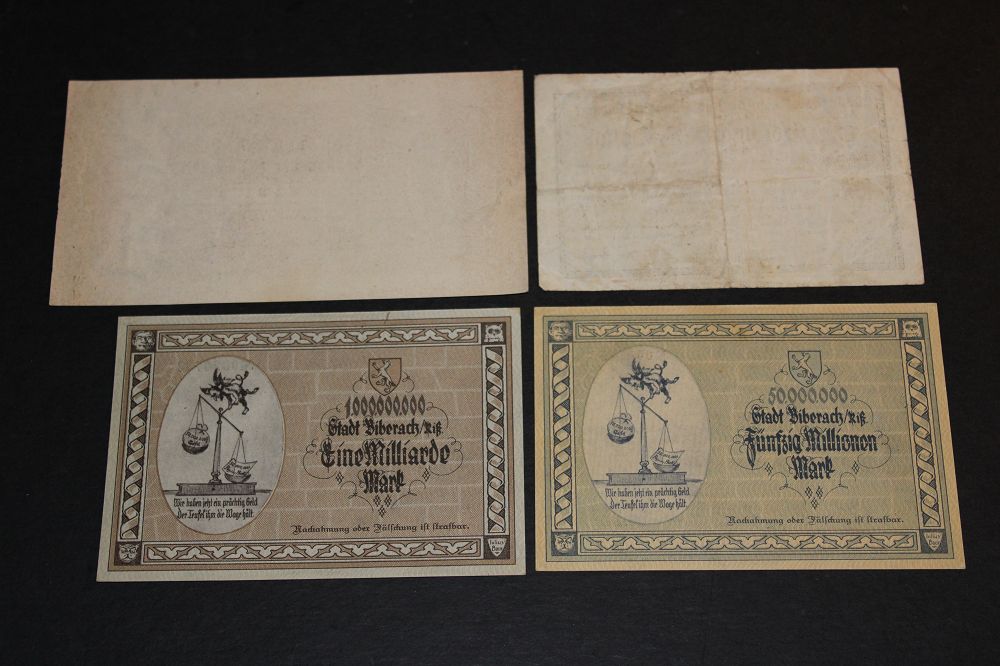 1.000.000.000
Stadt Biberach/Riß
Eine Milliarde
Mark
Wir haben jetzt ein prächtig Geld
Der Teufel ihm die Wage hält.
Nachahmung oder Fälschung ist strafbar.
50.000.000
Stadt Biberach/Riß
Fünfzig Millionen
Mark
Wir haben jetzt ein prächtig Geld
Der Teufel ihm die Wage hält.
Nachahmung oder Fälschung ist strafbar.